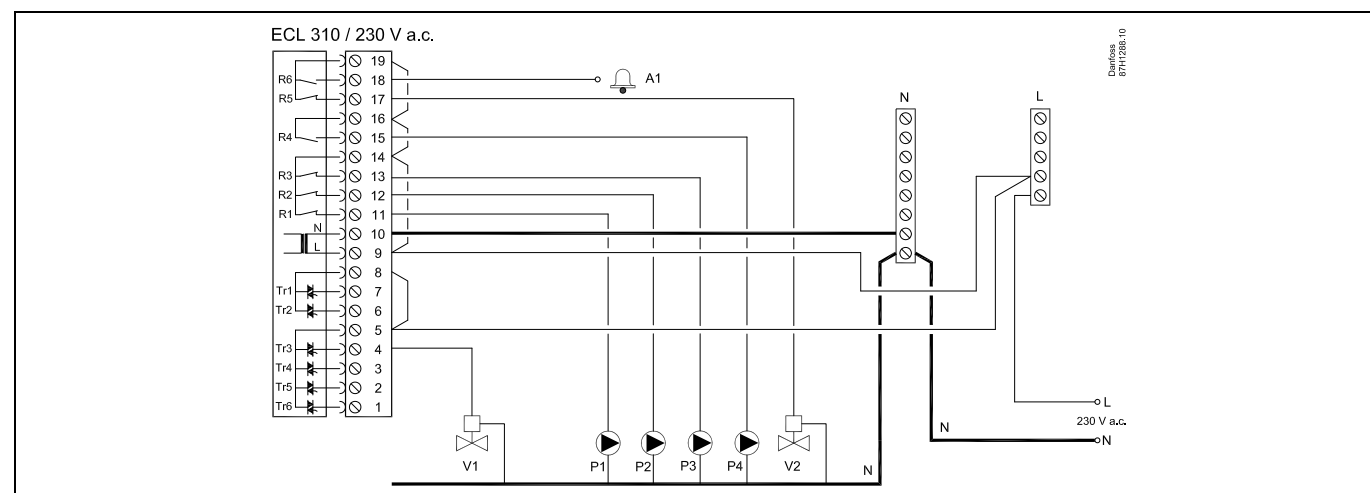 ECL 310 / 230 V a.c.
Danfoss
87H1288.10
19
R6 18 A1
R5 17
N L
16
R4 15
14
R3 13
R2 12
R1 11
N 10
L 9
8
Tr1 7
Tr2 6
5
Tr3 4
Tr4 3
Tr5 2
Tr6 1
L
230 V a.c.
N N
V1 P1 P2 P3 P4 V2 N